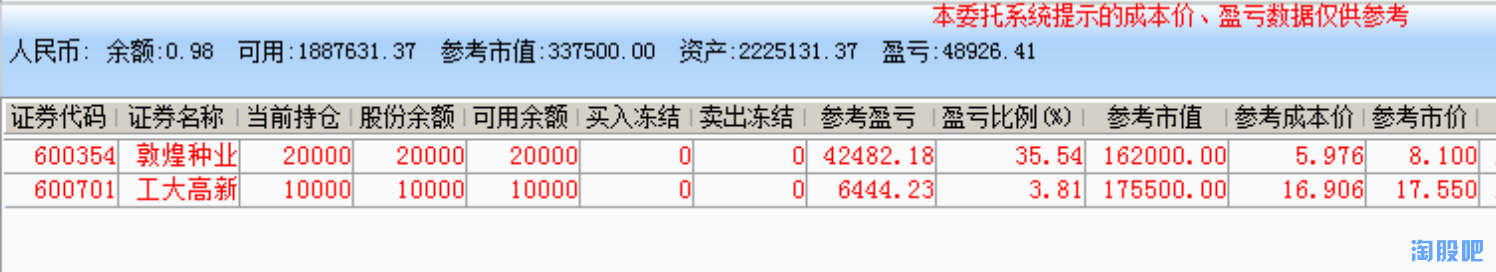 本委托系统提示的成本价、盈亏数据仅供参考
人民币: 余额:0.98 可用:1887631.37 参考市值:337500.00 资产:2225131.37 盈亏:48926.41
证券代码 证券名称 当前持仓 股份余额 可用余额 买入冻结 卖出冻结 参考盈亏 盈亏比例(%) 参考市值 参考成本价 参考市价
600354 敦煌种业 20000 20000 20000 0 0 42482.18 35.54 162000.00 5.976 8.100
600701 工大高新 10000 10000 10000 0 0 6444.23 3.81 175500.00 16.906 17.550
淘股吧